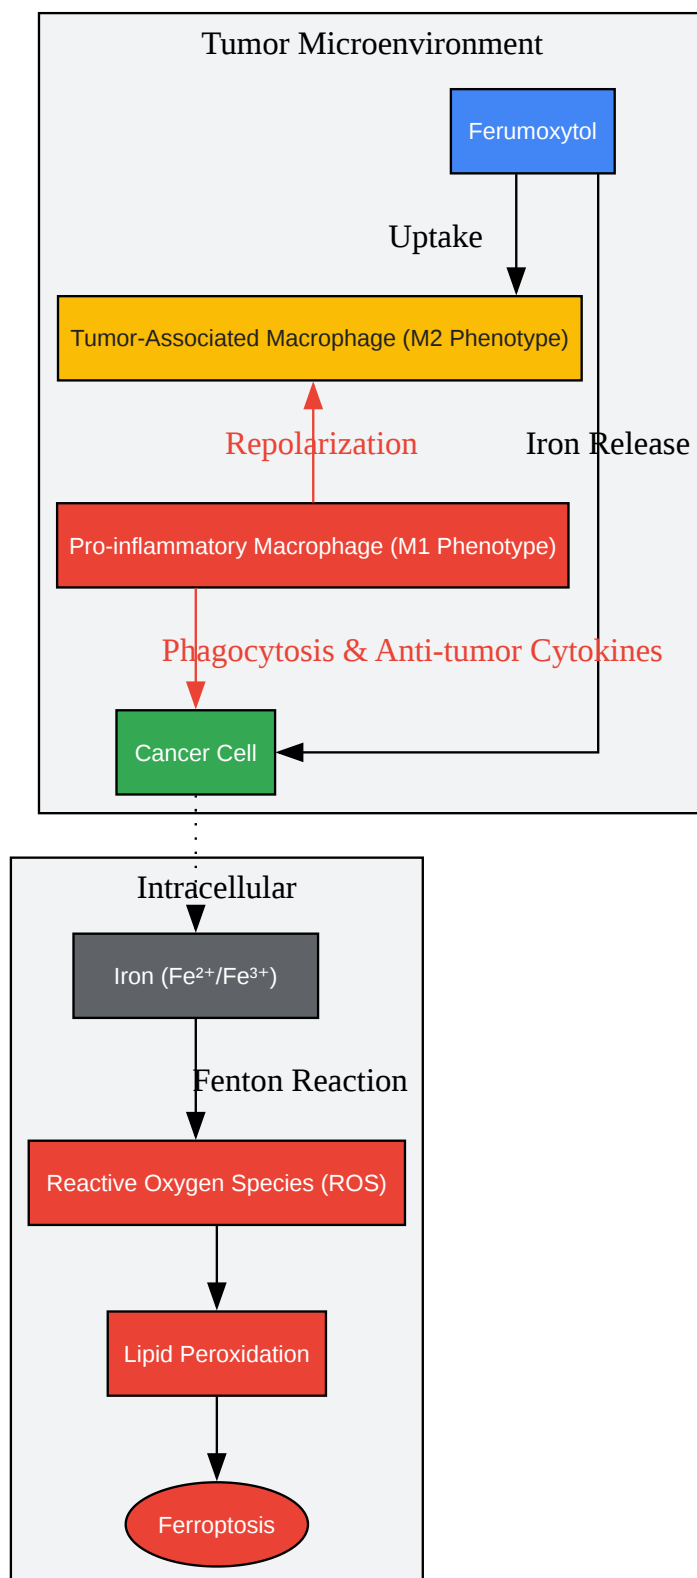 Tumor Microenvironment
Ferumoxytol
Uptake
Tumor-Associated Macrophage (M2 Phenotype)
Repolarization
Iron Release
Pro-inflammatory Macrophage (M1 Phenotype)
Phagocytosis & Anti-tumor Cytokines
Cancer Cell
Intracellular
Iron (Fe²⁺/Fe³⁺)
Fenton Reaction
Reactive Oxygen Species (ROS)
Lipid Peroxidation
Ferroptosis